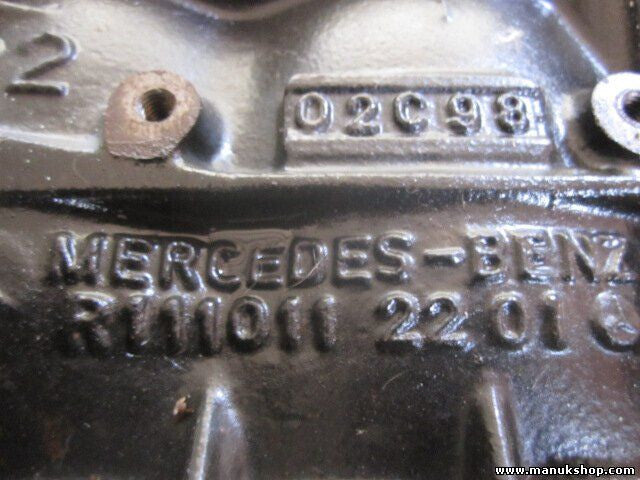 2
02C98
MERCEDES-BENZ
R111011 22 01
www.manukshop.com